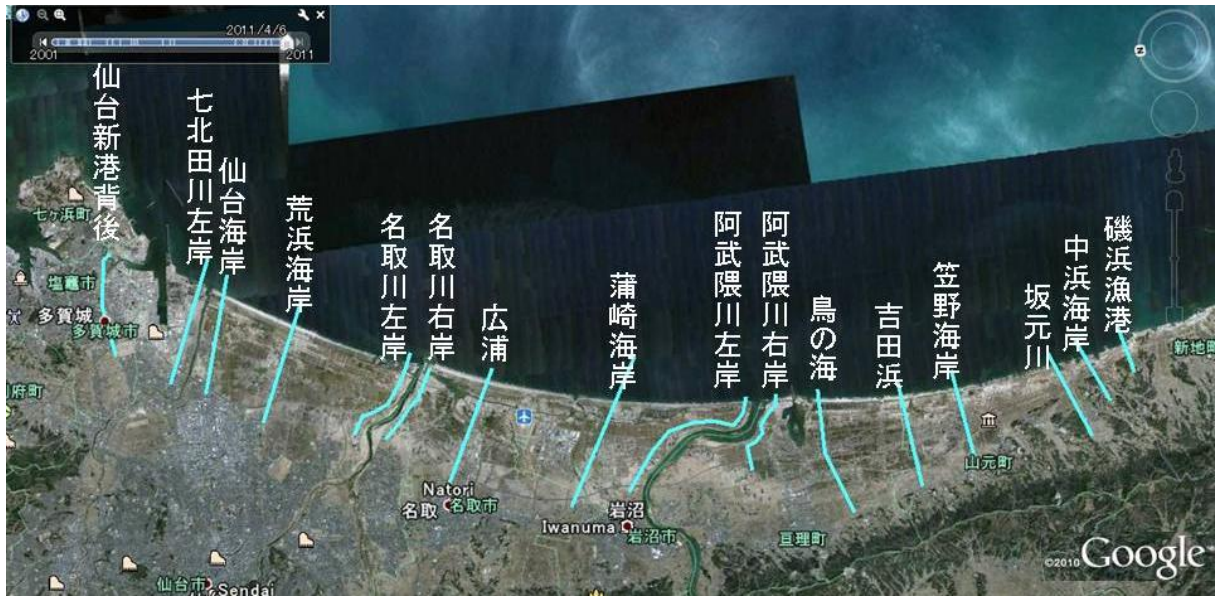 2011/4/6
2001
2011
仙台新港背後
七北田川左岸
仙台海岸
荒浜海岸
名取川左岸
名取川右岸
広浦
蒲崎海岸
阿武隈川左岸
阿武隈川右岸
鳥の海
吉田浜
笠野海岸
坂元川
中浜海岸
磯浜漁港
七ヶ浜町
塩竈市
多賀城
多賀城市
府町
新地町
Natori
名取
名取市
岩沼
Iwanuma
岩沼市
亘理町
山元町
仙台市
Sendai
©2010 Google